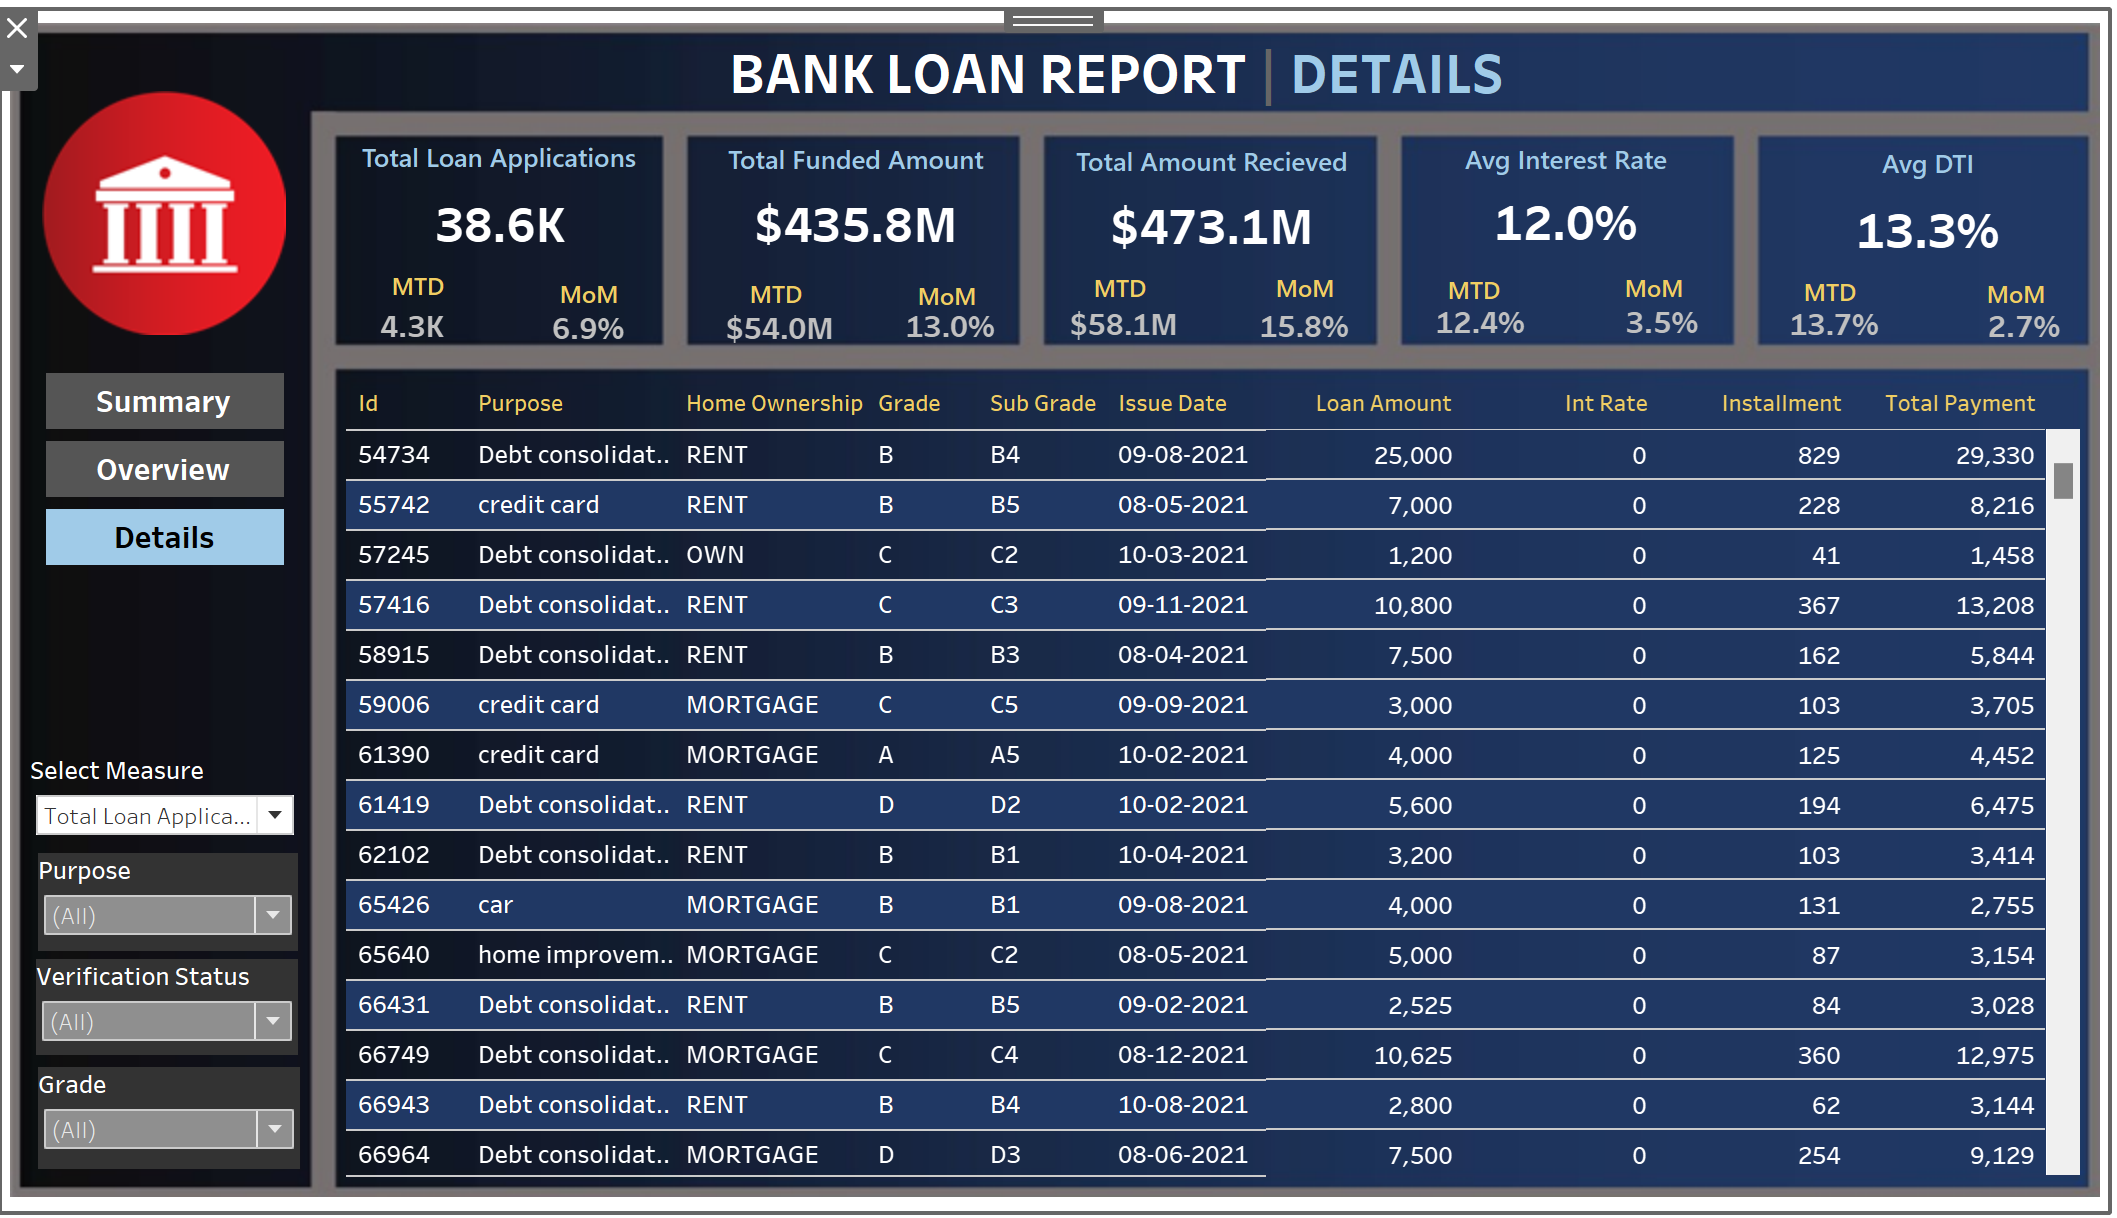 BANK LOAN REPORT | DETAILS
Total Loan Applications
38.6K
MTD MoM
4.3K 6.9%
Total Funded Amount
$435.8M
MTD MoM
$54.0M 13.0%
Total Amount Recieved
$473.1M
MTD MoM
$58.1M 15.8%
Avg Interest Rate
12.0%
MTD MoM
12.4% 3.5%
Avg DTI
13.3%
MTD MoM
13.7% 2.7%
Summary
Overview
Details
Select Measure
Total Loan Applica...
Purpose
(All)
Verification Status
(All)
Grade
(All)
Id Purpose Home Ownership Grade Sub Grade Issue Date Loan Amount Int Rate Installment Total Payment
54734 Debt consolidat.. RENT B B4 09-08-2021 25,000 0 829 29,330
55742 credit card RENT B B5 08-05-2021 7,000 0 228 8,216
57245 Debt consolidat.. OWN C C2 10-03-2021 1,200 0 41 1,458
57416 Debt consolidat.. RENT C C3 09-11-2021 10,800 0 367 13,208
58915 Debt consolidat.. RENT B B3 08-04-2021 7,500 0 162 5,844
59006 credit card MORTGAGE C C5 09-09-2021 3,000 0 103 3,705
61390 credit card MORTGAGE A A5 10-02-2021 4,000 0 125 4,452
61419 Debt consolidat.. RENT D D2 10-02-2021 5,600 0 194 6,475
62102 Debt consolidat.. RENT B B1 10-04-2021 3,200 0 103 3,414
65426 car MORTGAGE B B1 09-08-2021 4,000 0 131 2,755
65640 home improvem.. MORTGAGE C C2 08-05-2021 5,000 0 87 3,154
66431 Debt consolidat.. RENT B B5 09-02-2021 2,525 0 84 3,028
66749 Debt consolidat.. MORTGAGE C C4 08-12-2021 10,625 0 360 12,975
66943 Debt consolidat.. RENT B B4 10-08-2021 2,800 0 62 3,144
66964 Debt consolidat.. MORTGAGE D D3 08-06-2021 7,500 0 254 9,129